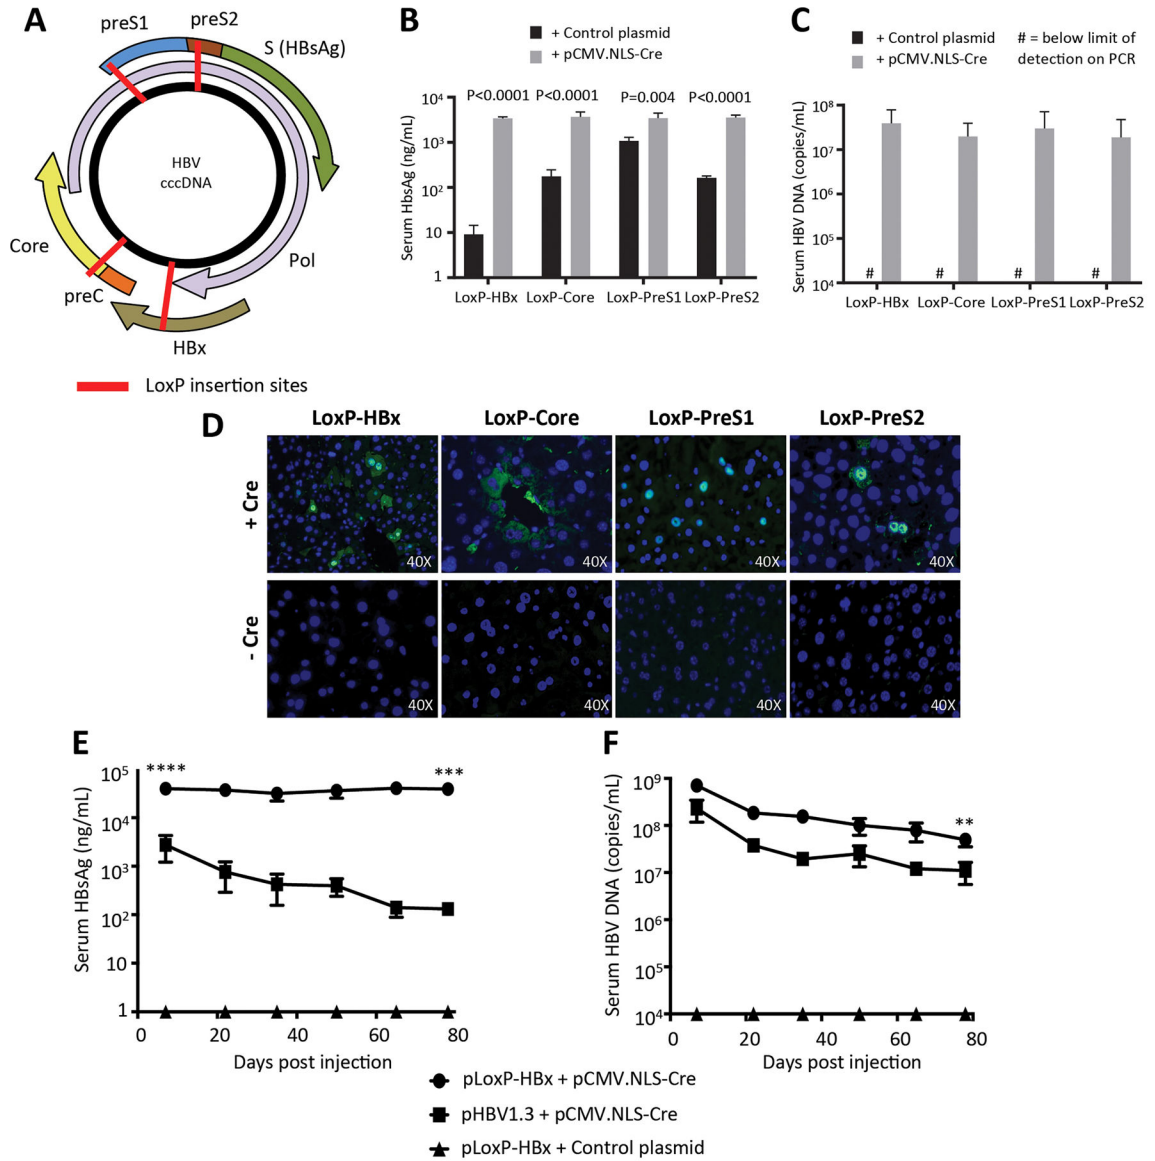 A
preS1
preS2
S (HBsAg)
HBV
cccDNA
Core
Pol
preC
HBx
LoxP insertion sites
B
+ Control plasmid
+ pCMV.NLS-Cre
P<0.0001 P<0.0001 P=0.004 P<0.0001
Serum HbsAg (ng/mL)
10⁴
10³
10²
10
1
LoxP-HBx LoxP-Core LoxP-PreS1 LoxP-PreS2
C
+ Control plasmid
+ pCMV.NLS-Cre
# = below limit of
detection on PCR
Serum HBV DNA (copies/mL)
10⁸
10⁷
10⁶
10⁵
10⁴
# # # #
LoxP-HBx LoxP-Core LoxP-PreS1 LoxP-PreS2
D
LoxP-HBx LoxP-Core LoxP-PreS1 LoxP-PreS2
+ Cre
40X 40X 40X 40X
- Cre
40X 40X 40X 40X
E
**** ***
Serum HBsAg (ng/mL)
10⁵
10⁴
10³
10²
10
1
0 20 40 60 80
Days post injection
F
**
Serum HBV DNA (copies/mL)
10⁹
10⁸
10⁷
10⁶
10⁵
10⁴
0 20 40 60 80
Days post injection
pLoxP-HBx + pCMV.NLS-Cre
pHBV1.3 + pCMV.NLS-Cre
pLoxP-HBx + Control plasmid